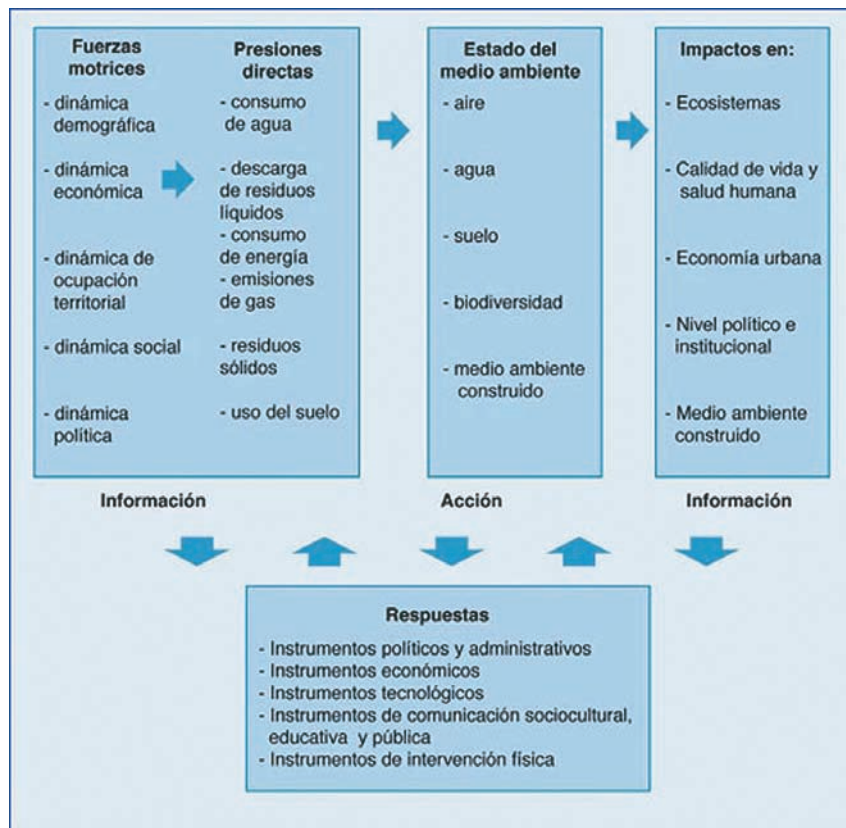 Fuerzas
motrices
- dinámica
demográfica
- dinámica
económica
- dinámica de
ocupación
territorial
- dinámica social
- dinámica
política
Presiones
directas
- consumo
de agua
- descarga
de residuos
líquidos
- consumo
de energía
- emisiones
de gas
- residuos
sólidos
- uso del suelo
Estado del
medio ambiente
- aire
- agua
- suelo
- biodiversidad
- medio ambiente
construido
Impactos en:
- Ecosistemas
- Calidad de vida y
salud humana
- Economía urbana
- Nivel político e
institucional
- Medio ambiente
construido
Información
Acción
Información
Respuestas
- Instrumentos políticos y administrativos
- Instrumentos económicos
- Instrumentos tecnológicos
- Instrumentos de comunicación sociocultural,
educativa y pública
- Instrumentos de intervención física